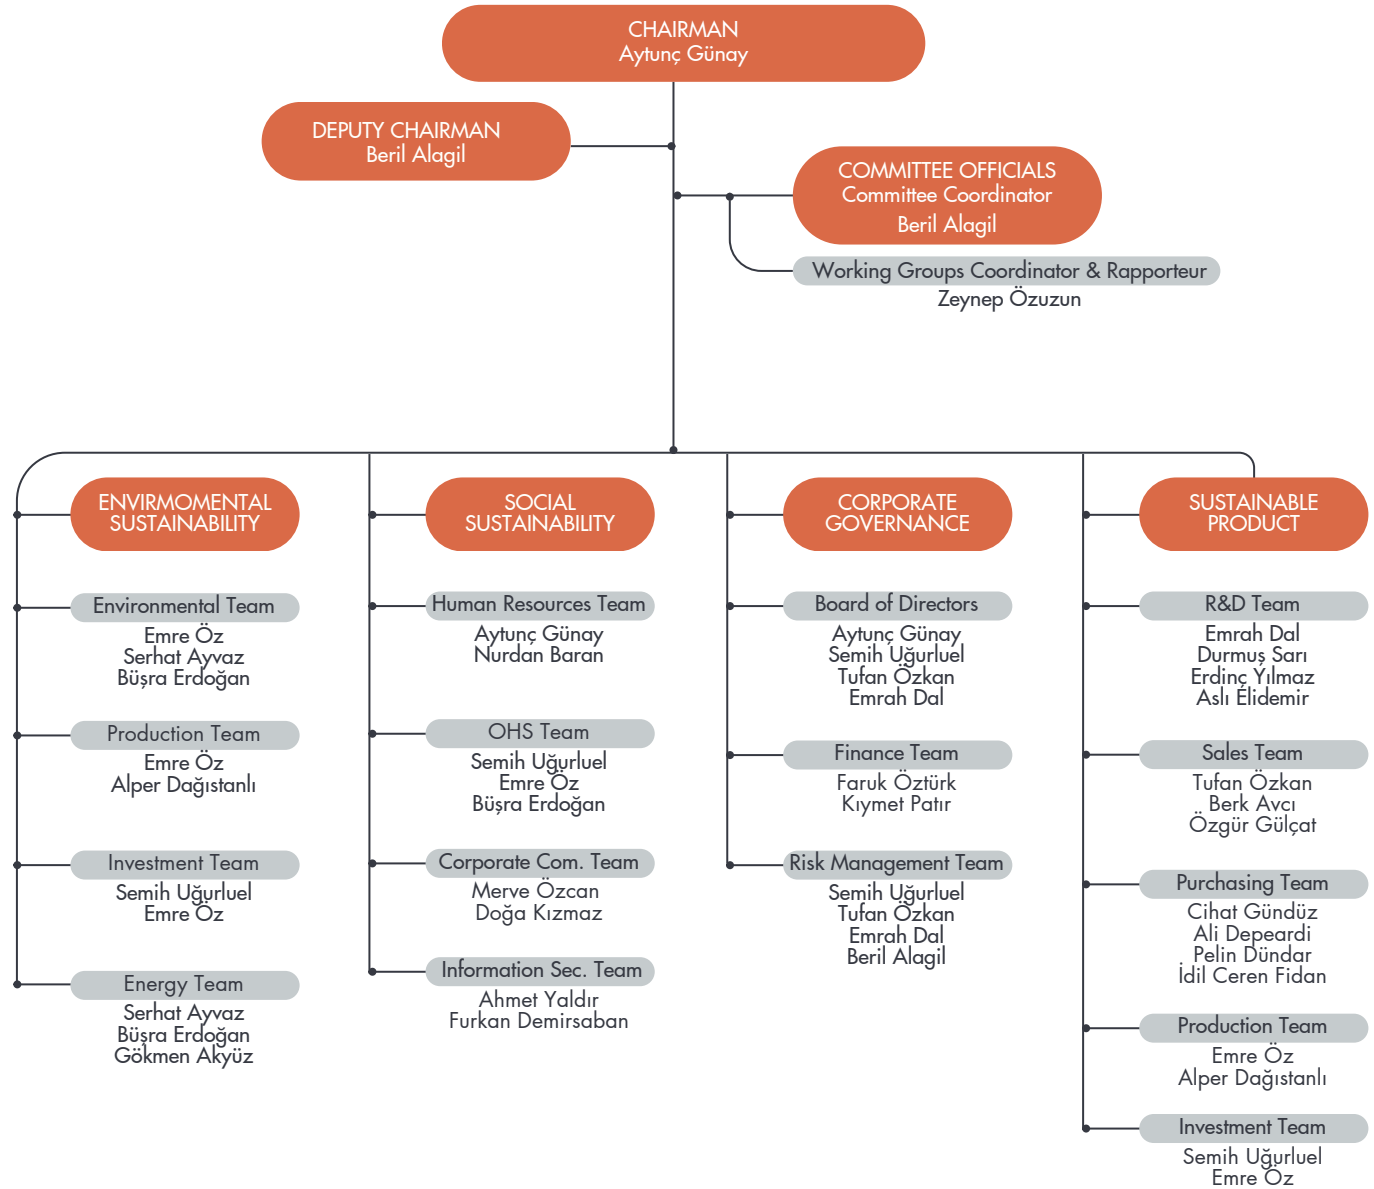 CHAIRMAN
Aytunç Günay
DEPUTY CHAIRMAN
Beril Alagil
COMMITTEE OFFICIALS
Committee Coordinator
Beril Alagil
Working Groups Coordinator & Rapporteur
Zeynep Özuzun
ENVIRMOMENTAL
SUSTAINABILITY
Environmental Team
Emre Öz
Serhat Ayvaz
Büşra Erdoğan
Production Team
Emre Öz
Alper Dağıstanlı
Investment Team
Semih Uğurluel
Emre Öz
Energy Team
Serhat Ayvaz
Büşra Erdoğan
Gökmen Akyüz
SOCIAL
SUSTAINABILITY
Human Resources Team
Aytunç Günay
Nurdan Baran
OHS Team
Semih Uğurluel
Emre Öz
Büşra Erdoğan
Corporate Com. Team
Merve Özcan
Doğa Kızmaz
Information Sec. Team
Ahmet Yaldır
Furkan Demirsaban
CORPORATE
GOVERNANCE
Board of Directors
Aytunç Günay
Semih Uğurluel
Tufan Özkan
Emrah Dal
Finance Team
Faruk Öztürk
Kıymet Patır
Risk Management Team
Semih Uğurluel
Tufan Özkan
Emrah Dal
Beril Alagil
SUSTAINABLE
PRODUCT
R&D Team
Emrah Dal
Durmuş Sarı
Erdinç Yılmaz
Aslı Elidemir
Sales Team
Tufan Özkan
Berk Avcı
Özgür Gülçat
Purchasing Team
Cihat Gündüz
Ali Depeardi
Pelin Dündar
İdil Ceren Fidan
Production Team
Emre Öz
Alper Dağıstanlı
Investment Team
Semih Uğurluel
Emre Öz